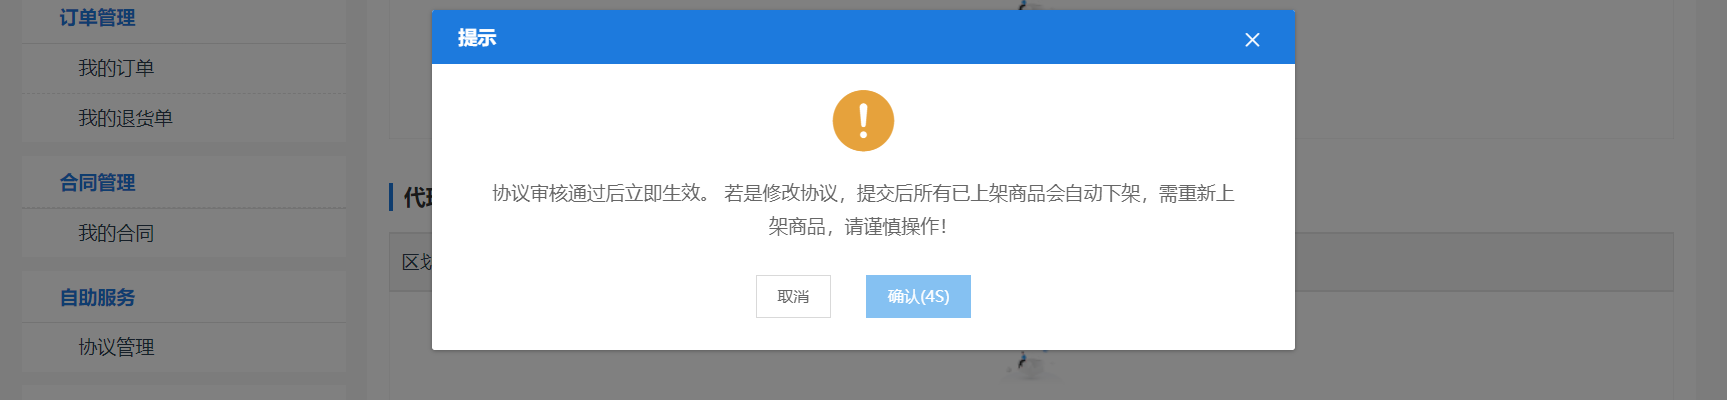 订单管理
我的订单
我的退货单
合同管理
我的合同
自助服务
协议管理
提示
协议审核通过后立即生效。 若是修改协议，提交后所有已上架商品会自动下架，需重新上
架商品，请谨慎操作！
取消
确认(4S)
代
区